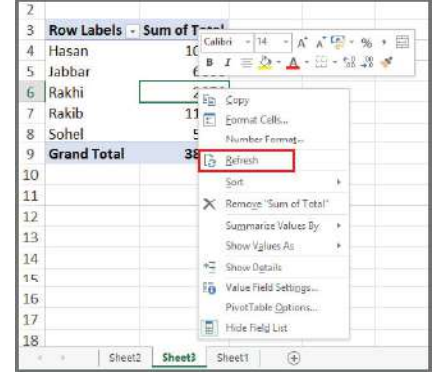 2
3 Row Labels Sum of Total
4 Hasan 10
Calibri 14 A A % 
5 Jabbar 6
B I A
6 Rakhi
7 Rakib 11
8 Sohel 5
9 Grand Total 38
Copy
Format Cells...
Number Format...
Refresh
Sort
Remove "Sum of Total"
Summarize Values By
Show Values As
Show Details
Value Field Settings...
PivotTable Options...
Hide Field List
10
11
12
13
14
15
16
17
18
Sheet2 Sheet3 Sheet1